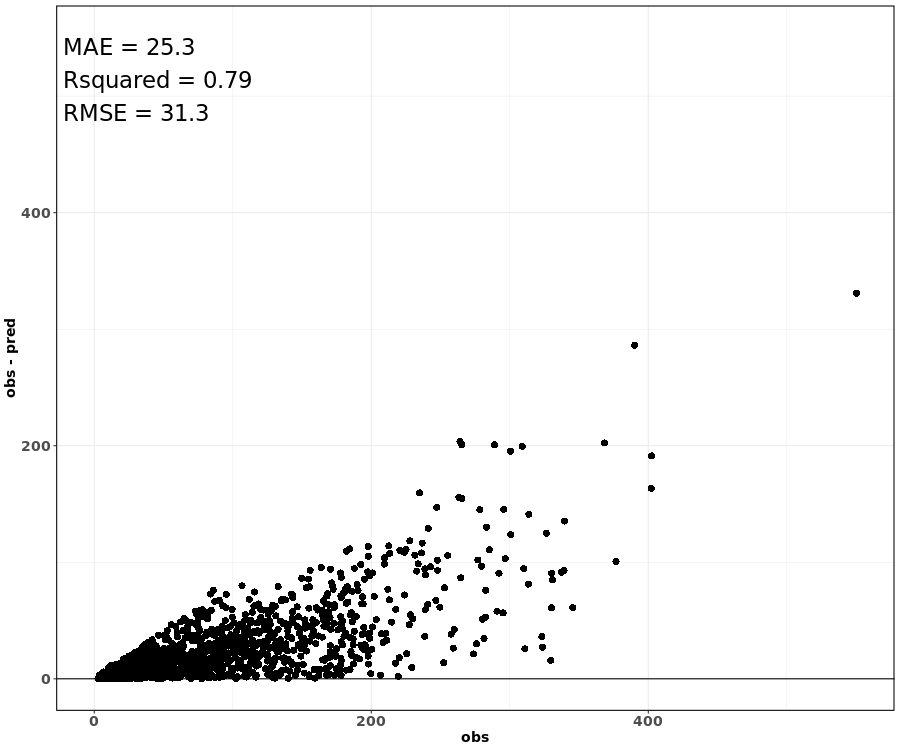 MAE = 25.3
Rsquared = 0.79
RMSE = 31.3
400
200
0
obs - pred
0 200 400
obs